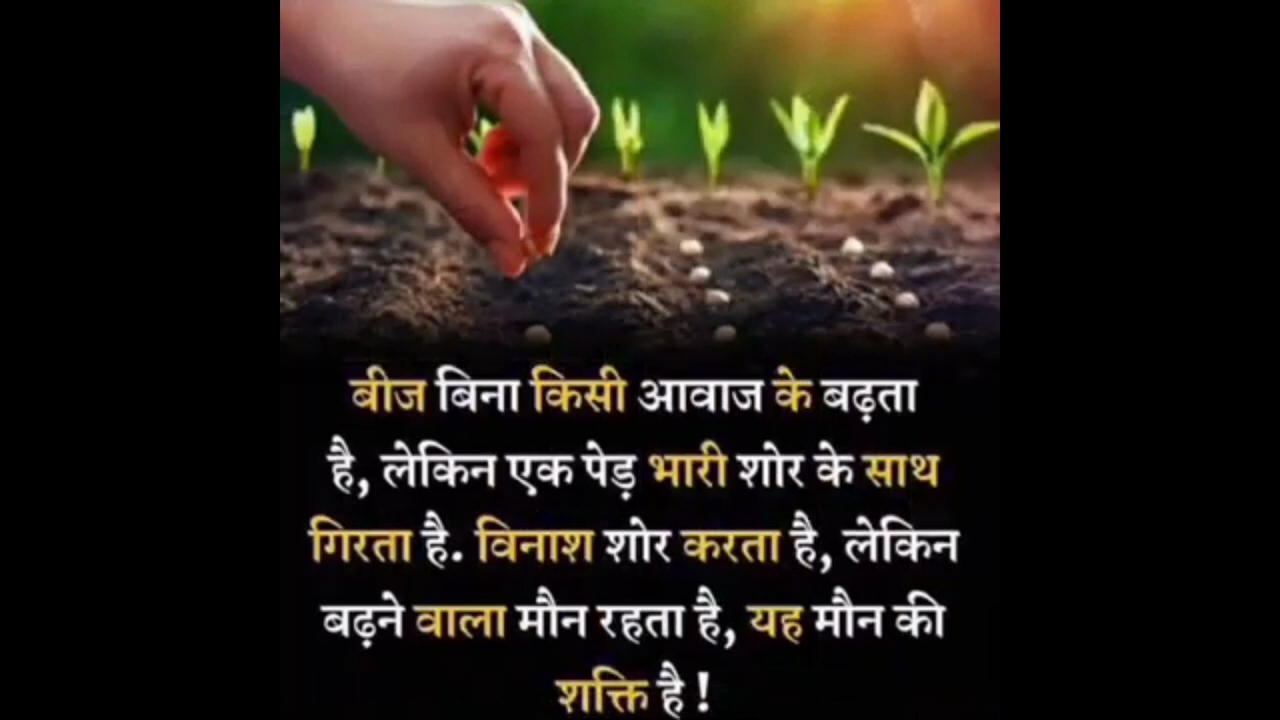 बीज बिना किसी आवाज के बढ़ता
है, लेकिन एक पेड़ भारी शोर के साथ
गिरता है. विनाश शोर करता है, लेकिन
बढ़ने वाला मौन रहता है, यह मौन की
शक्ति है !